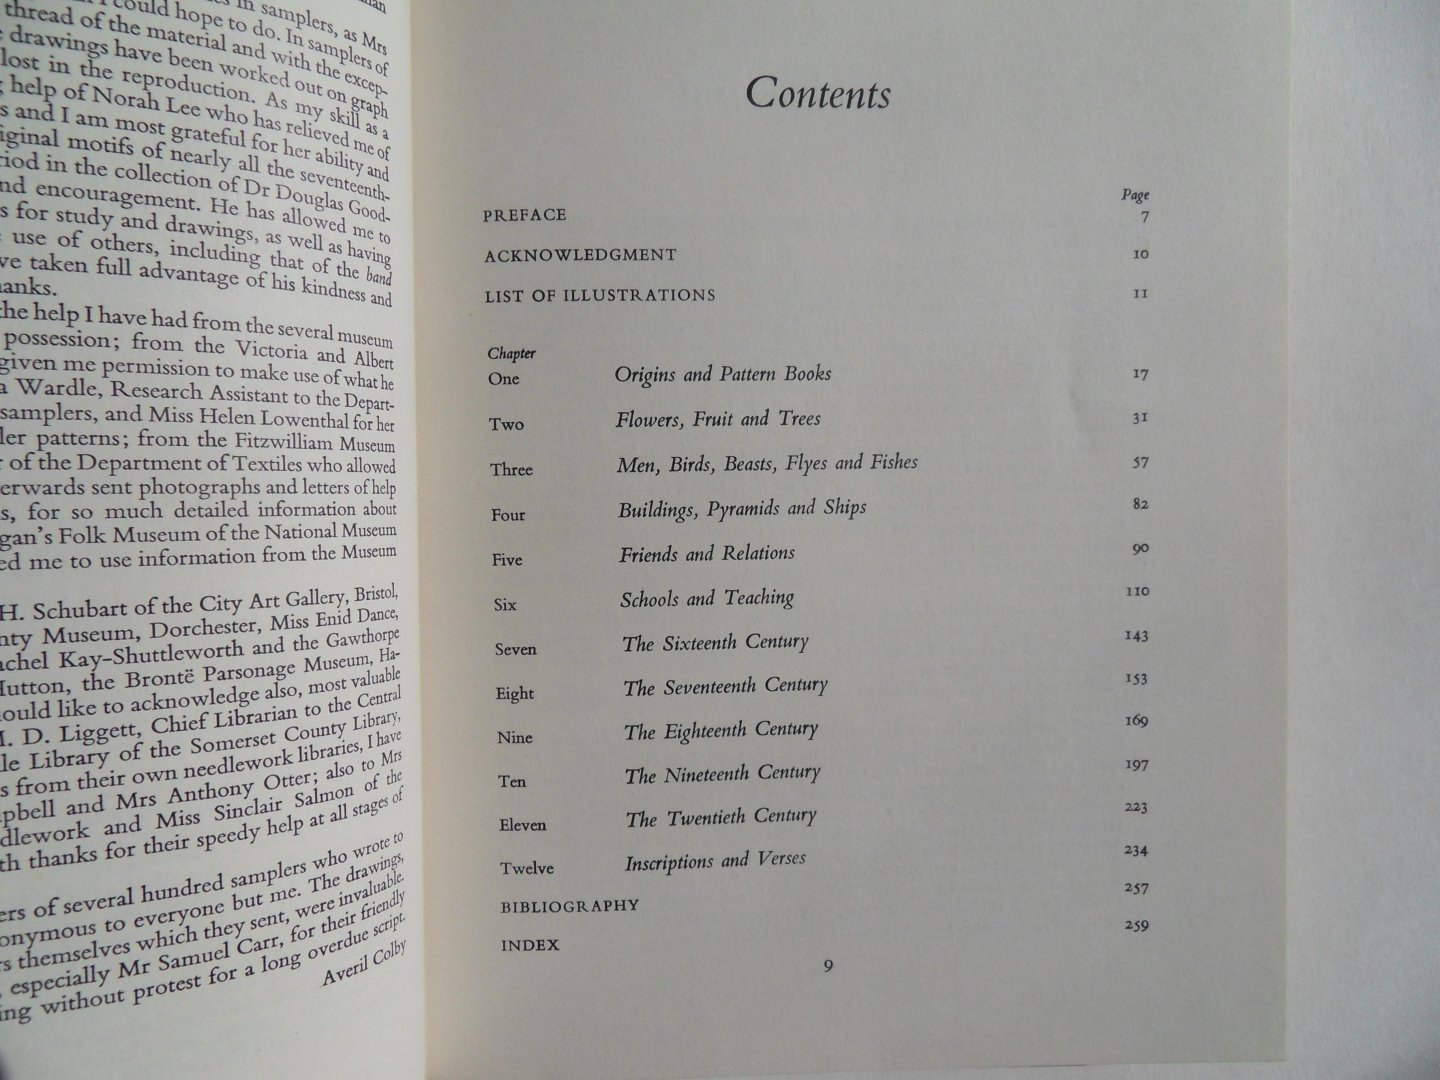 could hope to do. In samplers of
thread of the material and with the excep-
drawings have been worked out on graph
lost in the reproduction. As my skill as a
help of Norah Lee who has relieved me of
s and I am most grateful for her ability and
iginal motifs of nearly all the seventeenth-
riod in the collection of Dr Douglas Good-
nd encouragement. He has allowed me to
s for study and drawings, as well as having
use of others, including that of the band
ve taken full advantage of his kindness and
anks.
the help I have had from the several museum
possession; from the Victoria and Albert
given me permission to make use of what he
a Wardle, Research Assistant to the Depart-
samplers, and Miss Helen Lowenthal for her
ler patterns; from the Fitzwilliam Museum
of the Department of Textiles who allowed
erwards sent photographs and letters of help
s, for so much detailed information about
gan's Folk Museum of the National Museum
ed me to use information from the Museum
H. Schubart of the City Art Gallery, Bristol,
nty Museum, Dorchester, Miss Enid Dance,
achel Kay-Shuttleworth and the Gawthorpe
Hutton, the Brontë Parsonage Museum, Ha-
ould like to acknowledge also, most valuable
M. D. Liggett, Chief Librarian to the Central
le Library of the Somerset County Library,
s from their own needlework libraries, I have
pbell and Mrs Anthony Otter; also to Mrs
dlework and Miss Sinclair Salmon of the
th thanks for their speedy help at all stages of
ers of several hundred samplers who wrote to
onymous to everyone but me. The drawings,
rs themselves which they sent, were invaluable.
, especially Mr Samuel Carr, for their friendly
ing without protest for a long overdue script.
Averil Colby
Contents
Page
PREFACE 7
ACKNOWLEDGMENT 10
LIST OF ILLUSTRATIONS 11
Chapter
One Origins and Pattern Books 17
Two Flowers, Fruit and Trees 31
Three Men, Birds, Beasts, Flyes and Fishes 57
Four Buildings, Pyramids and Ships 82
Five Friends and Relations 90
Six Schools and Teaching 110
Seven The Sixteenth Century 143
Eight The Seventeenth Century 153
Nine The Eighteenth Century 169
Ten The Nineteenth Century 197
Eleven The Twentieth Century 223
Twelve Inscriptions and Verses 234
BIBLIOGRAPHY 257
INDEX 259
9